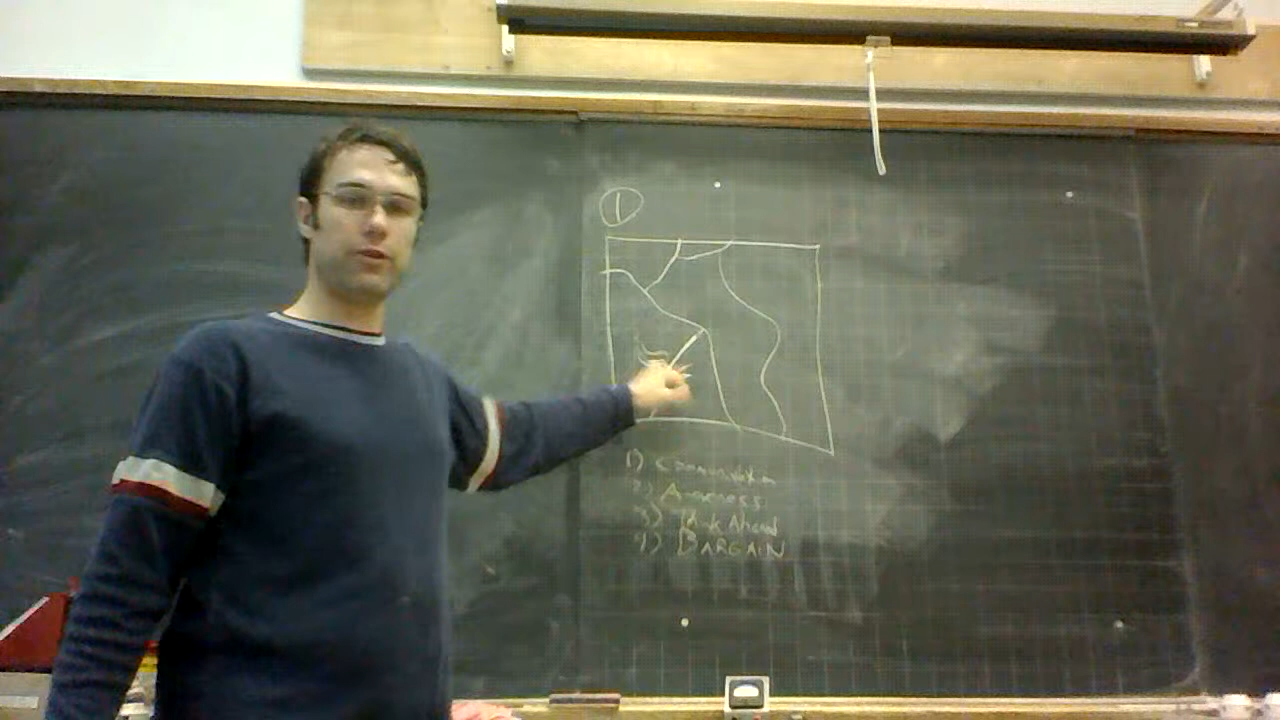 1
1) Communication
2) Awareness
3) Think Ahead
4) BARGAIN